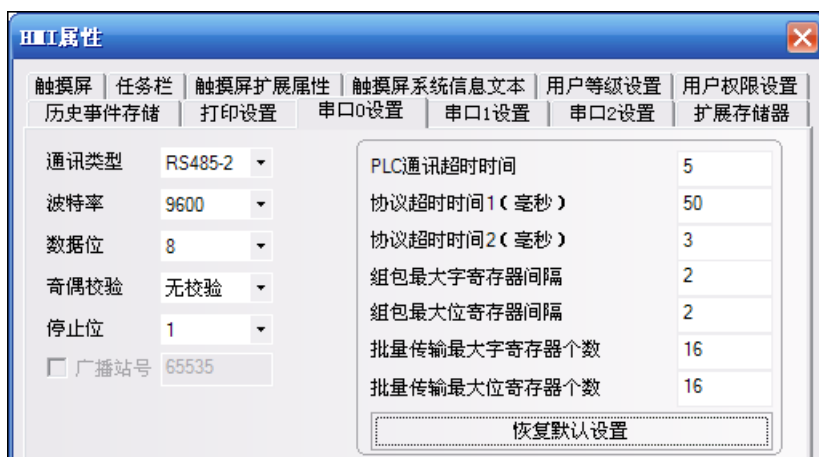 HMI属性
触摸屏 任务栏 触摸屏扩展属性 触摸屏系统信息文本 用户等级设置 用户权限设置
历史事件存储 打印设置 串口0设置 串口1设置 串口2设置 扩展存储器
通讯类型 RS485-2
波特率 9600
数据位 8
奇偶校验 无校验
停止位 1
广播站号 65535
PLC通讯超时时间 5
协议超时时间1(毫秒) 50
协议超时时间2(毫秒) 3
组包最大字寄存器间隔 2
组包最大位寄存器间隔 2
批量传输最大字寄存器个数 16
批量传输最大位寄存器个数 16
恢复默认设置